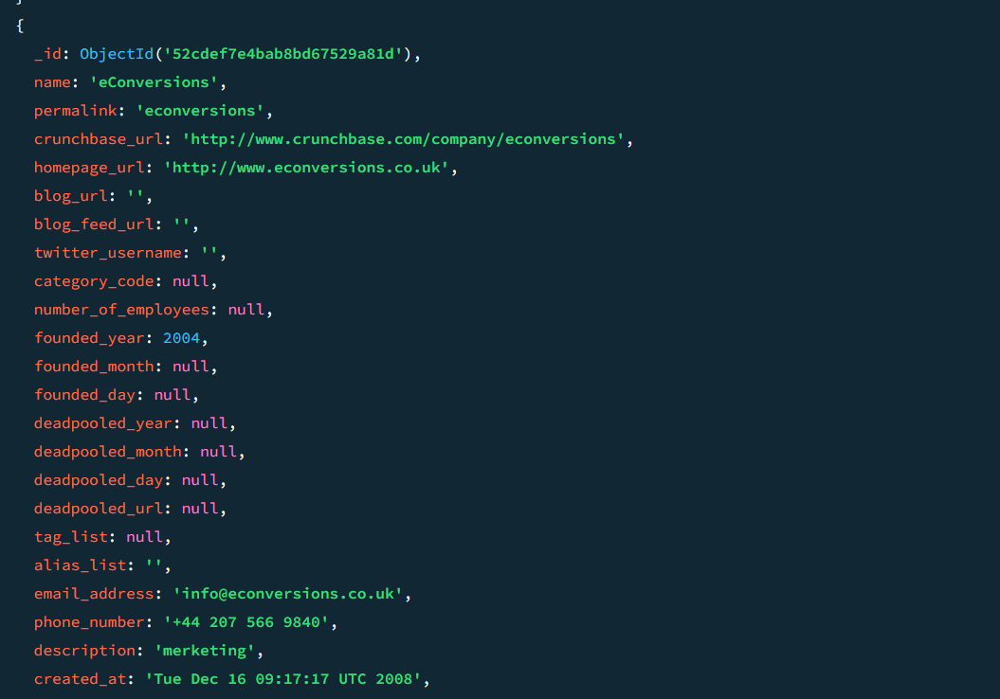 {
_id: ObjectId('52cdef7e4bab8bd67529a81d'),
name: 'eConversions',
permalink: 'econversions',
crunchbase_url: 'http://www.crunchbase.com/company/econversions',
homepage_url: 'http://www.econversions.co.uk',
blog_url: '',
blog_feed_url: '',
twitter_username: '',
category_code: null,
number_of_employees: null,
founded_year: 2004,
founded_month: null,
founded_day: null,
deadpooled_year: null,
deadpooled_month: null,
deadpooled_day: null,
deadpooled_url: null,
tag_list: null,
alias_list: '',
email_address: 'info@econversions.co.uk',
phone_number: '+44 207 566 9840',
description: 'merketing',
created_at: 'Tue Dec 16 09:17:17 UTC 2008',